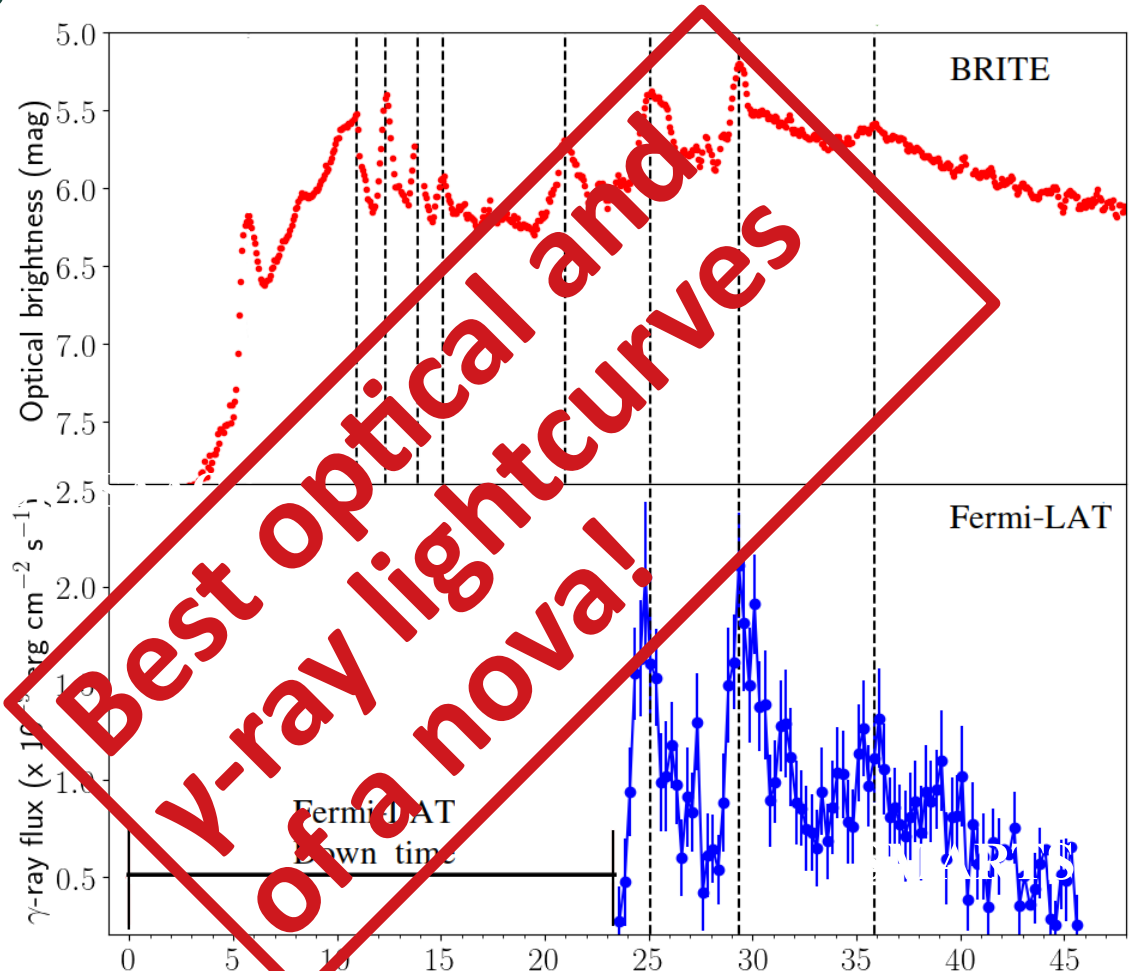 5.0
BRITE
5.5
6.0
6.5
7.0
7.5
Optical brightness (mag)
2.5
Fermi-LAT
2.0
0.5
γ-ray flux (x erg cm⁻² s⁻¹)
Fermi-LAT
Down time
Best optical and
γ-ray lightcurves
of a nova!
0 5 10 15 20 25 30 35 40 45